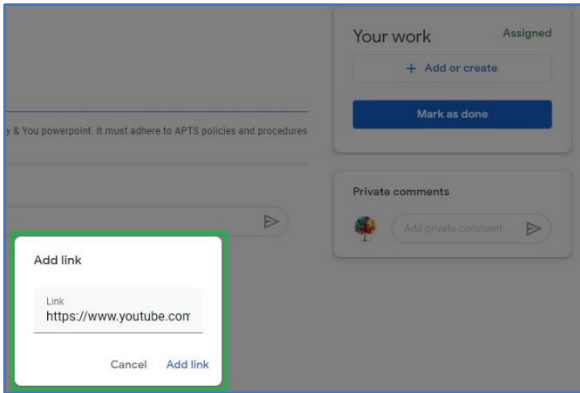 Your work
Assigned
+ Add or create
Mark as done
y & You powerpoint. It must adhere to APTS policies and procedures
Private comments
Add private comment...
Add link
Link
https://www.youtube.com
Cancel
Add link